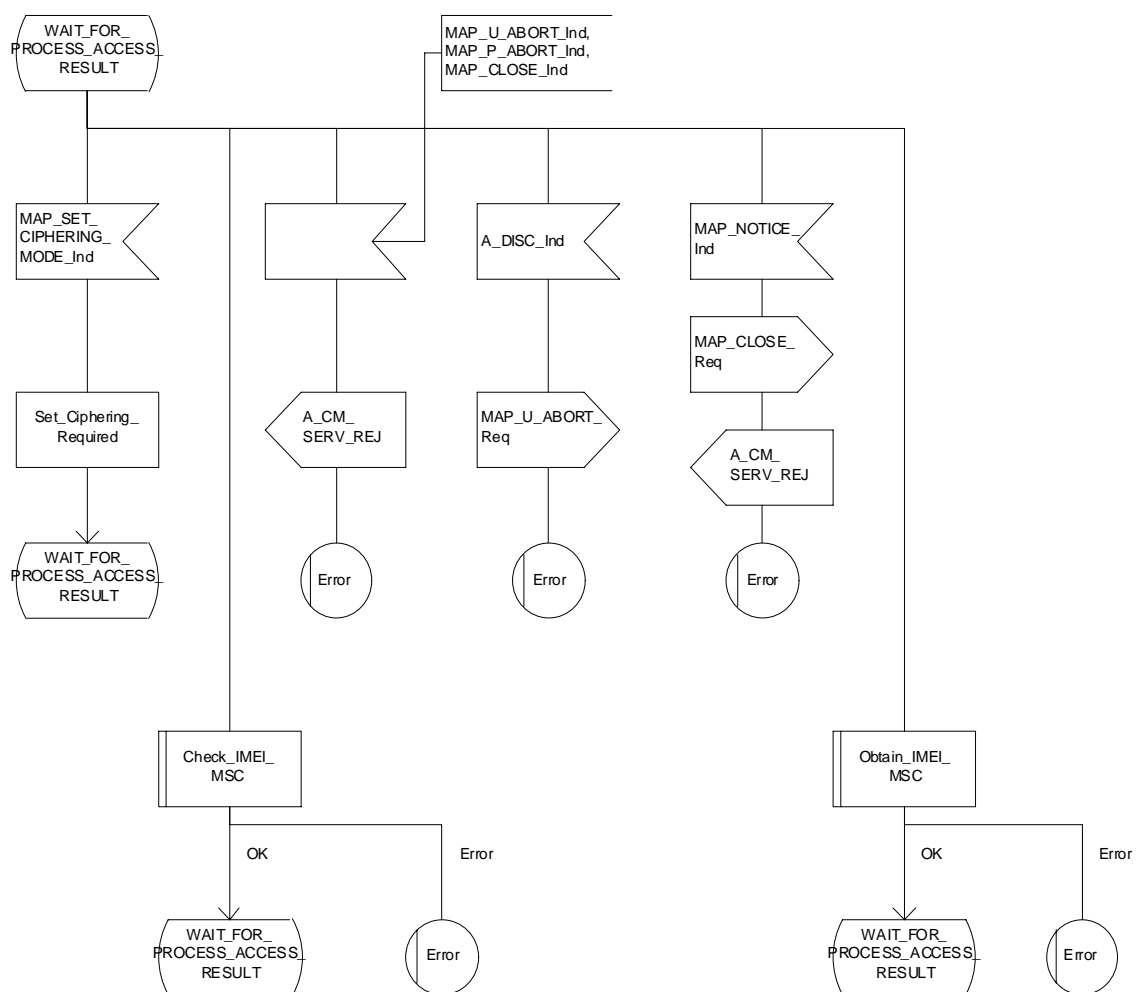 WAIT_FOR_
PROCESS_ACCESS_
RESULT
MAP_U_ABORT_Ind,
MAP_P_ABORT_Ind,
MAP_CLOSE_Ind
MAP_SET_
CIPHERING_
MODE_Ind
A_DISC_Ind
MAP_NOTICE_
Ind
MAP_CLOSE_
Req
Set_Ciphering_
Required
A_CM_
SERV_REJ
MAP_U_ABORT_
Req
A_CM_
SERV_REJ
WAIT_FOR_
PROCESS_ACCESS_
RESULT
Error
Error
Error
Check_IMEI_
MSC
Obtain_IMEI_
MSC
OK
Error
OK
Error
WAIT_FOR_
PROCESS_ACCESS_
RESULT
Error
WAIT_FOR_
PROCESS_ACCESS_
RESULT
Error